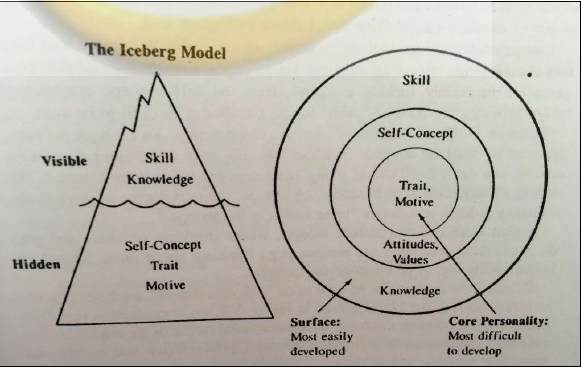 The Iceberg Model
Visible
Skill
Knowledge
Hidden
Self-Concept
Trait
Motive
Skill
Self-Concept
Trait,
Motive
Attitudes,
Values
Knowledge
Surface:
Most easily
developed
Core Personality:
Most difficult
to develop